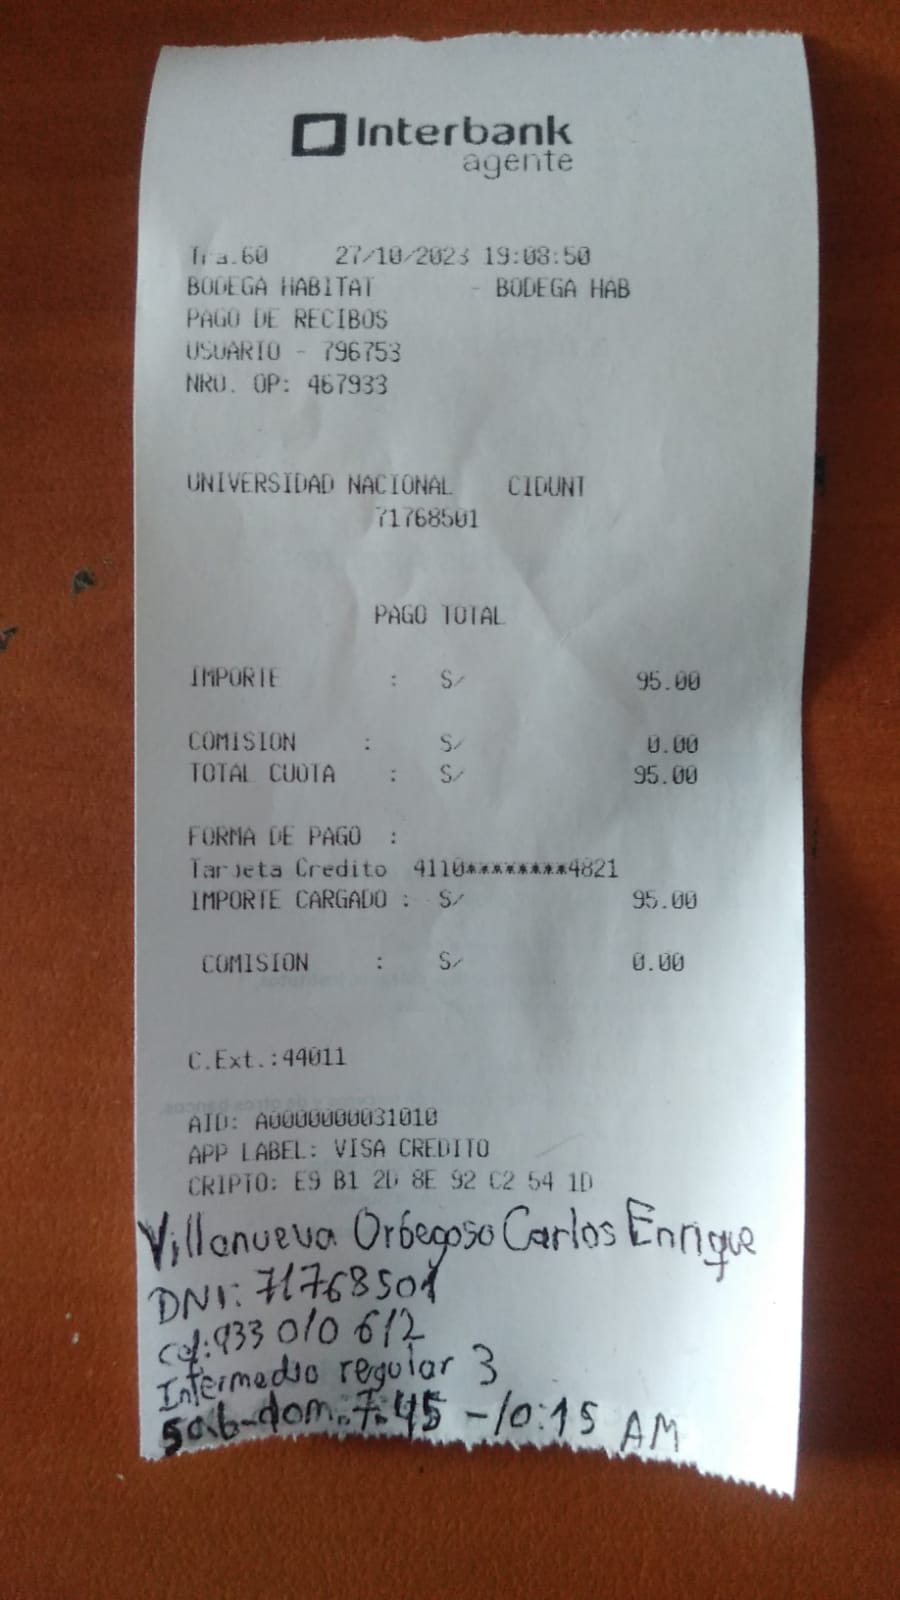 Interbank
agente
Tra.60 27/10/2023 19:08:50
BODEGA HABITAT - BODEGA HAB
PAGO DE RECIBOS
USUARIO - 796753
NRO. OP: 467933
UNIVERSIDAD NACIONAL CIDUNT
71768501
PAGO TOTAL
IMPORTE : S/ 95.00
COMISION : S/ 0.00
TOTAL CUOTA : S/ 95.00
FORMA DE PAGO :
Tarjeta Credito 4110********4821
IMPORTE CARGADO : S/ 95.00
COMISION : S/ 0.00
C.Ext.:44011
AID: A0000000031010
APP LABEL: VISA CREDITO
CRIPTO: E9 B1 2D 8E 92 C2 54 1D
Villanueva Orbegoso Carlos Enrique
DNI: 71768501
cel: 933 010 612
Intermedio regular 3
Sab-dom. 7:45 - 10:15 AM